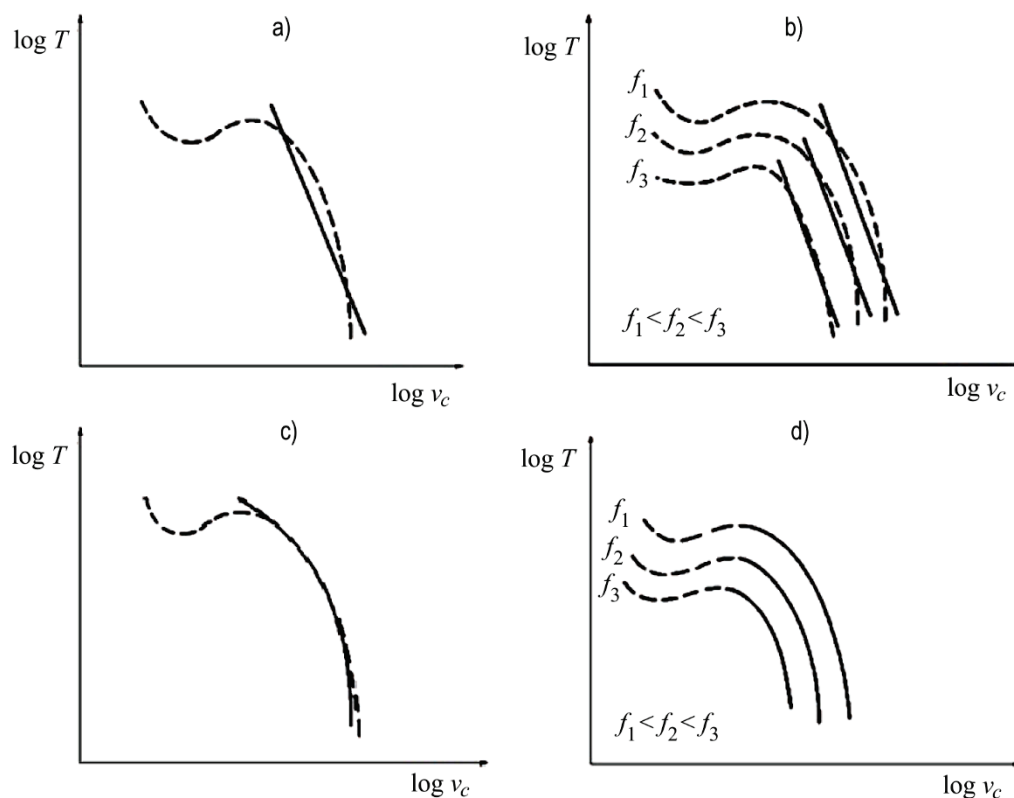 a)
log T
log v_c
b)
log T
f_1
f_2
f_3
f_1 < f_2 < f_3
log v_c
c)
log T
log v_c
d)
log T
f_1
f_2
f_3
f_1 < f_2 < f_3
log v_c